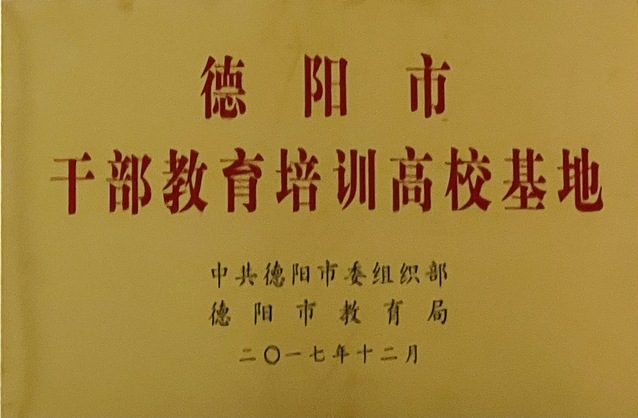 德阳市
干部教育培训高校基地
中共德阳市委组织部
德阳市教育局
二〇一七年十二月